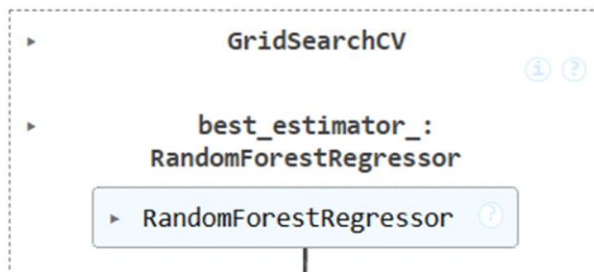 GridSearchCV
i ?
best_estimator_:
RandomForestRegressor
RandomForestRegressor ?